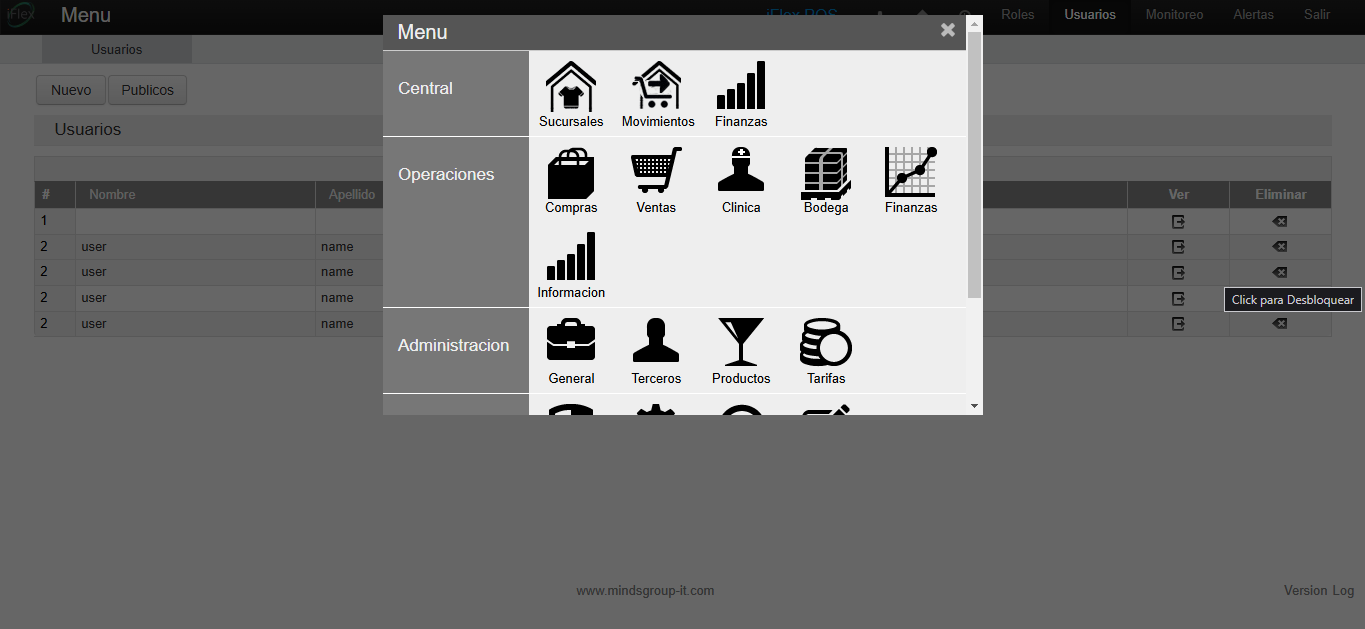 iFlex Menu iFlex POS Roles Usuarios Monitoreo Alertas Salir
Usuarios
Nuevo Publicos
Usuarios
# Nombre Apellido Ver Eliminar
1
2 user name
2 user name
2 user name
2 user name
Click para Desbloquear
Menu
Central
Sucursales Movimientos Finanzas
Operaciones
Compras Ventas Clinica Bodega Finanzas
Informacion
Administracion
General Terceros Productos Tarifas
www.mindsgroup-it.com Version Log